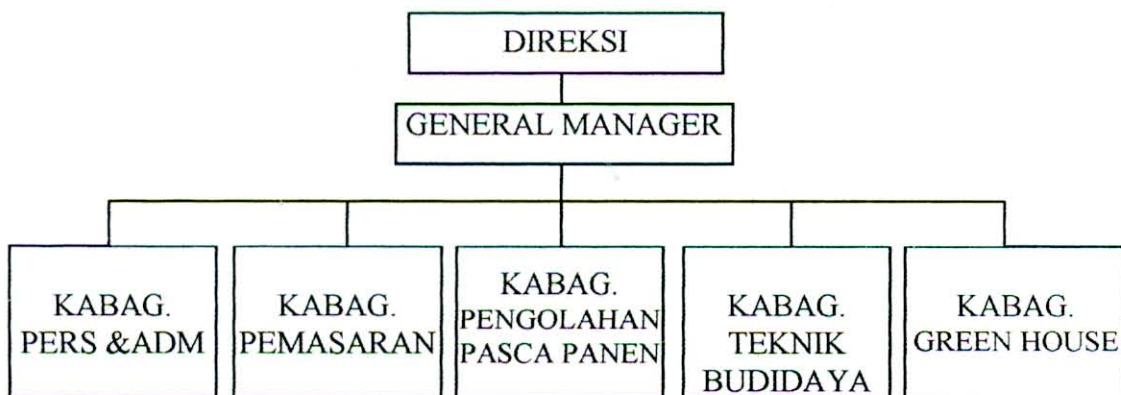 DIREKSI
GENERAL MANAGER
KABAG.
PERS &ADM
KABAG.
PEMASARAN
KABAG.
PENGOLAHAN
PASCA PANEN
KABAG.
TEKNIK
BUDIDAYA
KABAG.
GREEN HOUSE